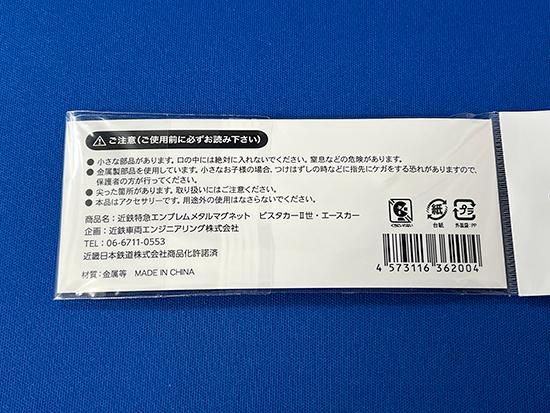 ご注意（ご使用前に必ずお読み下さい）
● 小さな部品があります。口の中には絶対に入れないでください。窒息などの危険があります。
● 金属製部品を使用しています。小さなお子様の場合、つけはずしの時などに指先にケガをする恐れがありますので、
保護者の方が行ってください。
● 尖った箇所があります。取り扱いにはご注意ください。
● 本品はアクセサリーです。用途外の使用はなさらないでください。
商品名：近鉄特急エンブレムメタルマグネット　ビスタカーⅡ世・エースカー
企画：近鉄車両エンジニアリング株式会社
TEL：06-6711-0553
近畿日本鉄道株式会社商品化許諾済
材質：金属等　MADE IN CHINA
紙
台紙
プラ
外装袋：PP
4 573116 362004